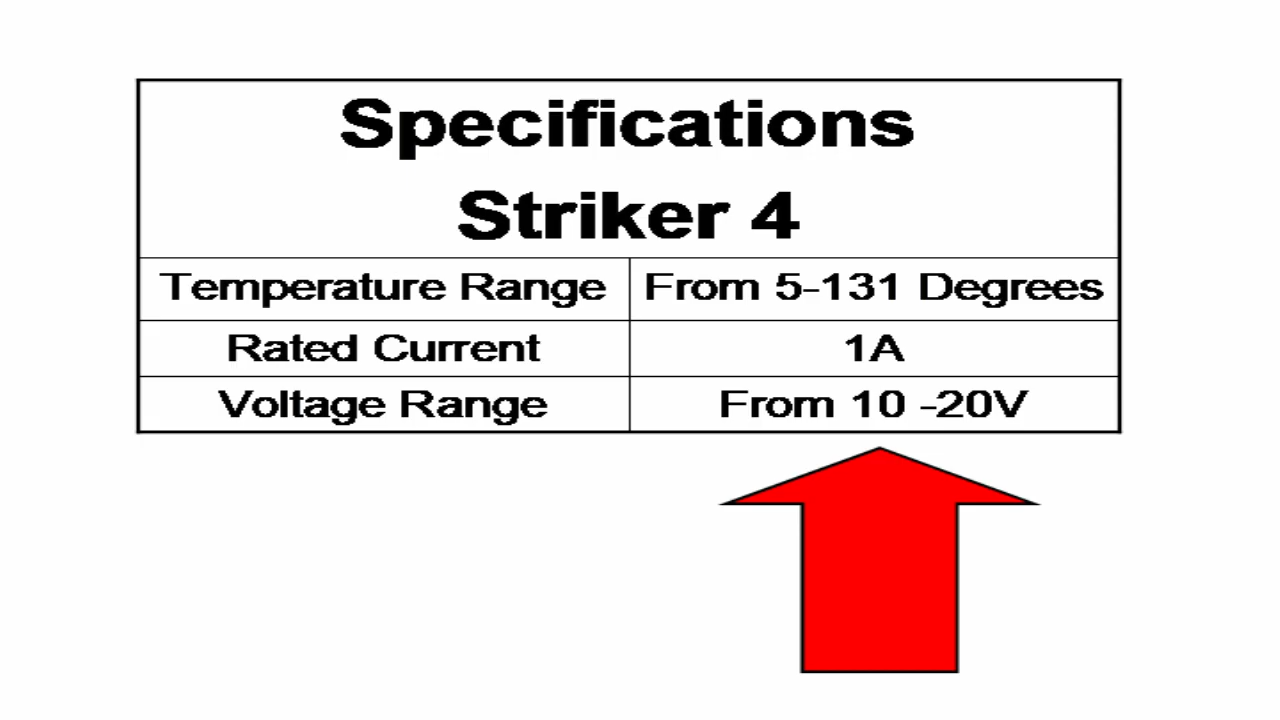 Specifications
Striker 4
Temperature Range From 5-131 Degrees
Rated Current 1A
Voltage Range From 10 -20V